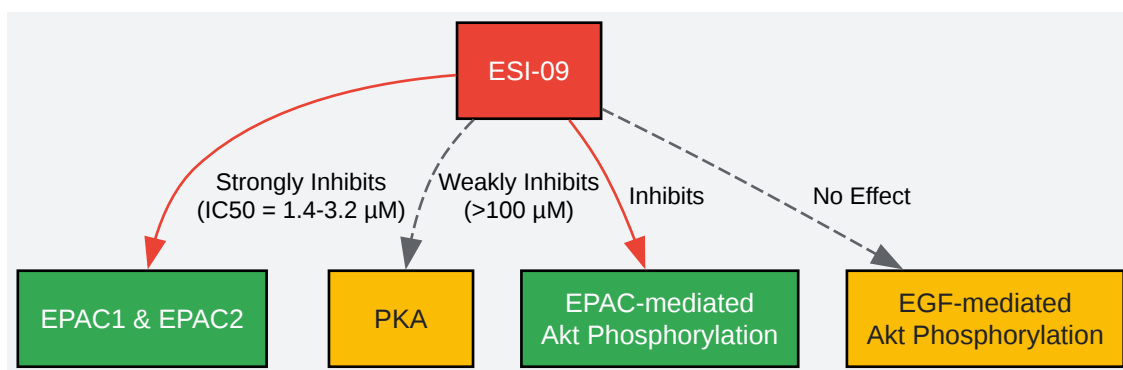 ESI-09
Strongly Inhibits
(IC50 = 1.4-3.2 µM)
Weakly Inhibits
(>100 µM)
Inhibits
No Effect
EPAC1 & EPAC2
PKA
EPAC-mediated
Akt Phosphorylation
EGF-mediated
Akt Phosphorylation